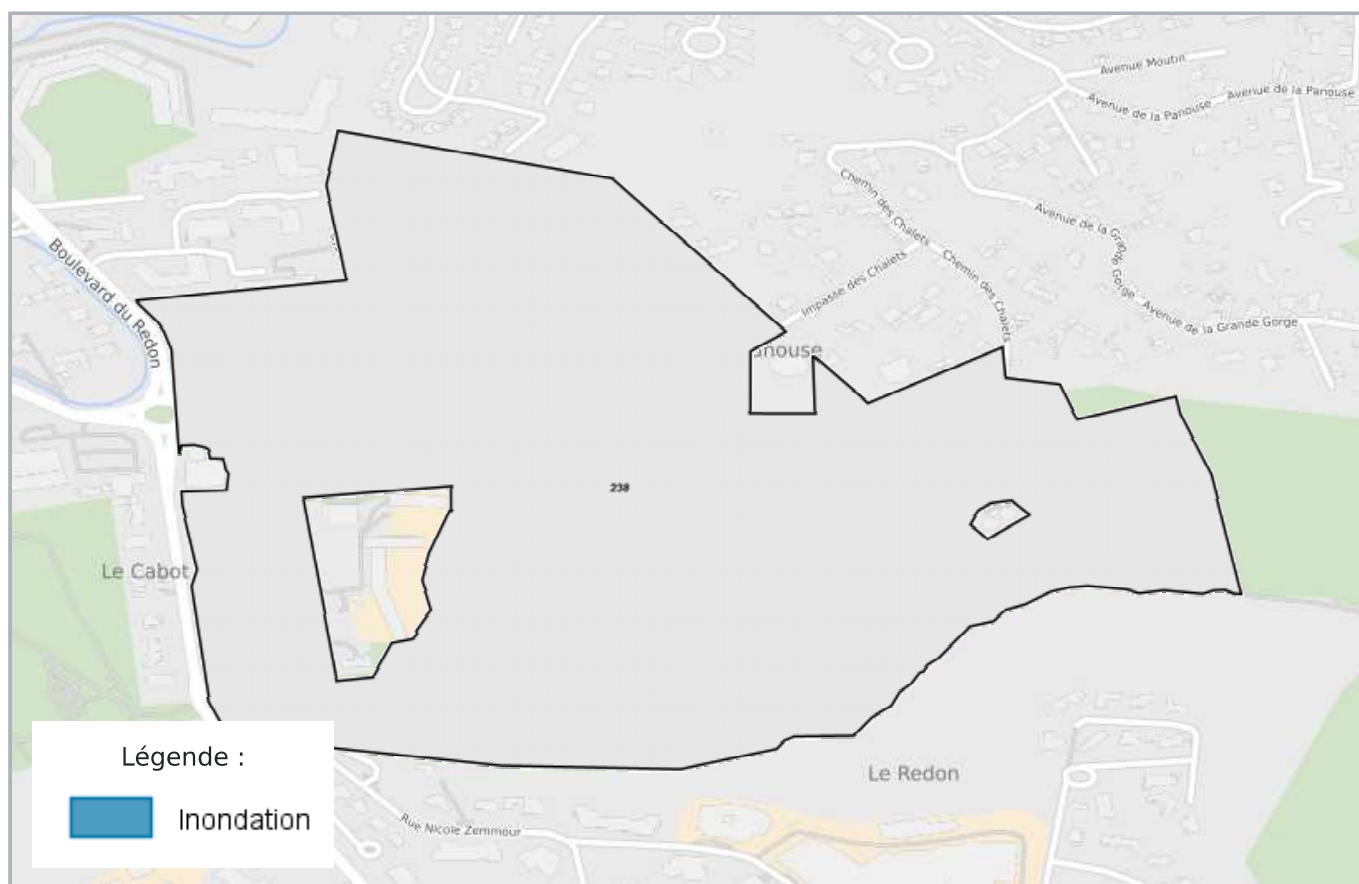 Avenue Moutin
Avenue de la Panouse
Avenue de la Panouse
Chemin des Chalets
Avenue de la Grande Gorge
Boulevard du Redon
Chemin des Chalets
Impasse des Chalets
Avenue de la Grande Gorge
anouse
238
Le Cabot
Légende :
Le Redon
Inondation
Rue Nicole Zemmour